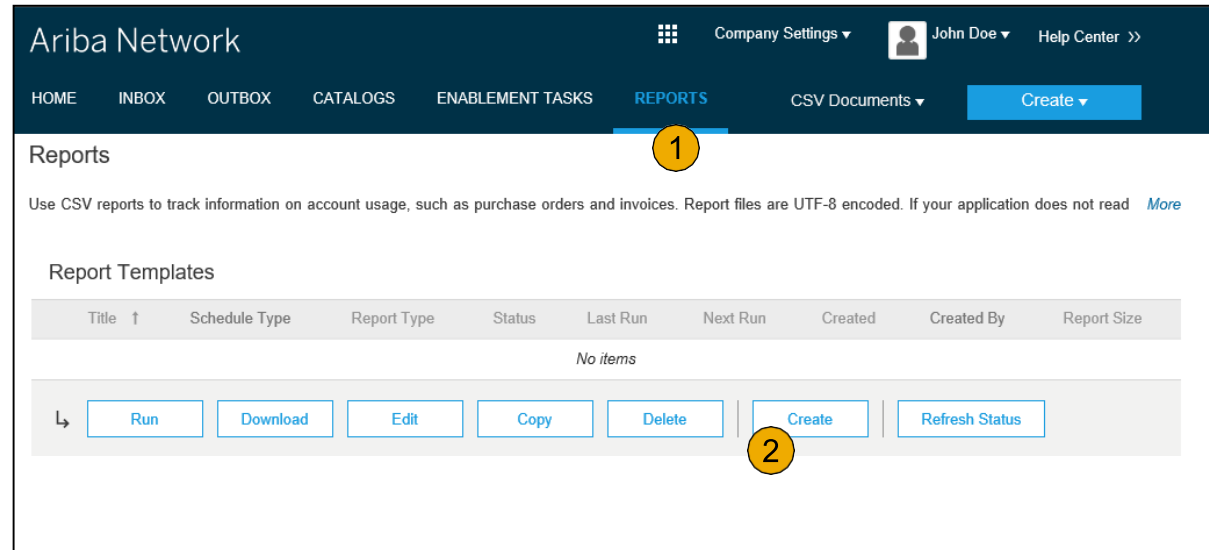 Ariba Network
Company Settings ▾
John Doe ▾
Help Center >>
HOME INBOX OUTBOX CATALOGS ENABLEMENT TASKS REPORTS CSV Documents ▾ Create ▾
1
Reports
Use CSV reports to track information on account usage, such as purchase orders and invoices. Report files are UTF-8 encoded. If your application does not read More
Report Templates
Title ↑ Schedule Type Report Type Status Last Run Next Run Created Created By Report Size
No items
Run Download Edit Copy Delete Create Refresh Status
2